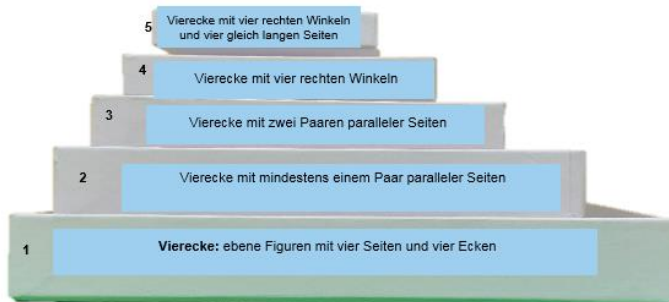 5 Vierecke mit vier rechten Winkeln
und vier gleich langen Seiten
4 Vierecke mit vier rechten Winkeln
3 Vierecke mit zwei Paaren paralleler Seiten
2 Vierecke mit mindestens einem Paar paralleler Seiten
1 Vierecke: ebene Figuren mit vier Seiten und vier Ecken